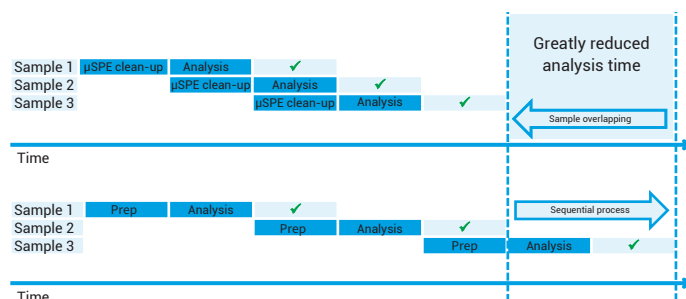 Greatly reduced
analysis time
Sample 1 µSPE clean-up Analysis ✓
Sample 2 µSPE clean-up Analysis ✓
Sample 3 µSPE clean-up Analysis ✓
Sample overlapping
Time
Sample 1 Prep Analysis ✓
Sequential process
Sample 2 Prep Analysis ✓
Sample 3 Prep Analysis ✓
Time